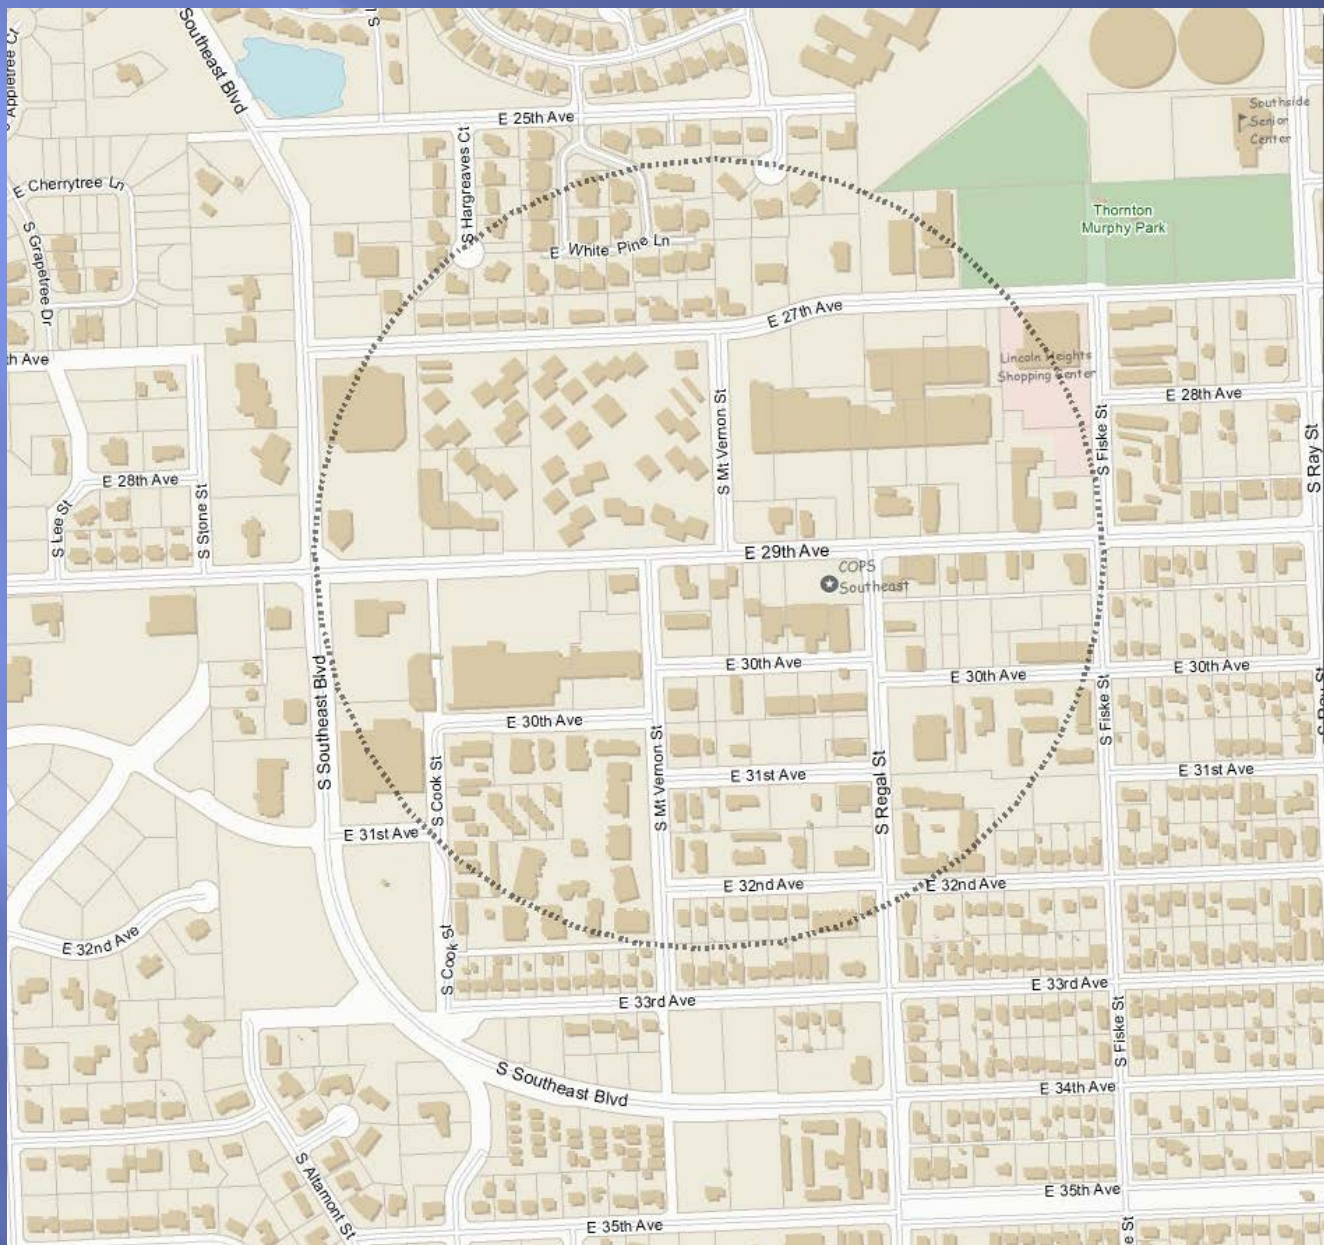 Southeast Blvd
S Appletree Ct
E 25th Ave
Southside
Senior
Center
E Cherrytree Ln
S Hargreaves Ct
S Grapetree Dr
E White Pine Ln
Thornton
Murphy Park
E 27th Ave
th Ave
Lincoln Heights
Shopping Center
E 28th Ave
S Mt Vernon St
S Fiske St
S Ray St
E 28th Ave
S Lee St
S Stone St
E 29th Ave
COPS
Southeast
E 30th Ave
E 30th Ave
E 30th Ave
S Southeast Blvd
S Fiske St
S Ray St
E 30th Ave
S Cook St
S Mt Vernon St
E 31st Ave
S Regal St
E 31st Ave
E 31st Ave
E 32nd Ave
E 32nd Ave
E 32nd Ave
S Cook St
E 33rd Ave
E 33rd Ave
S Fiske St
S Southeast Blvd
E 34th Ave
S Altamont St
E 35th Ave
E 35th Ave
e St